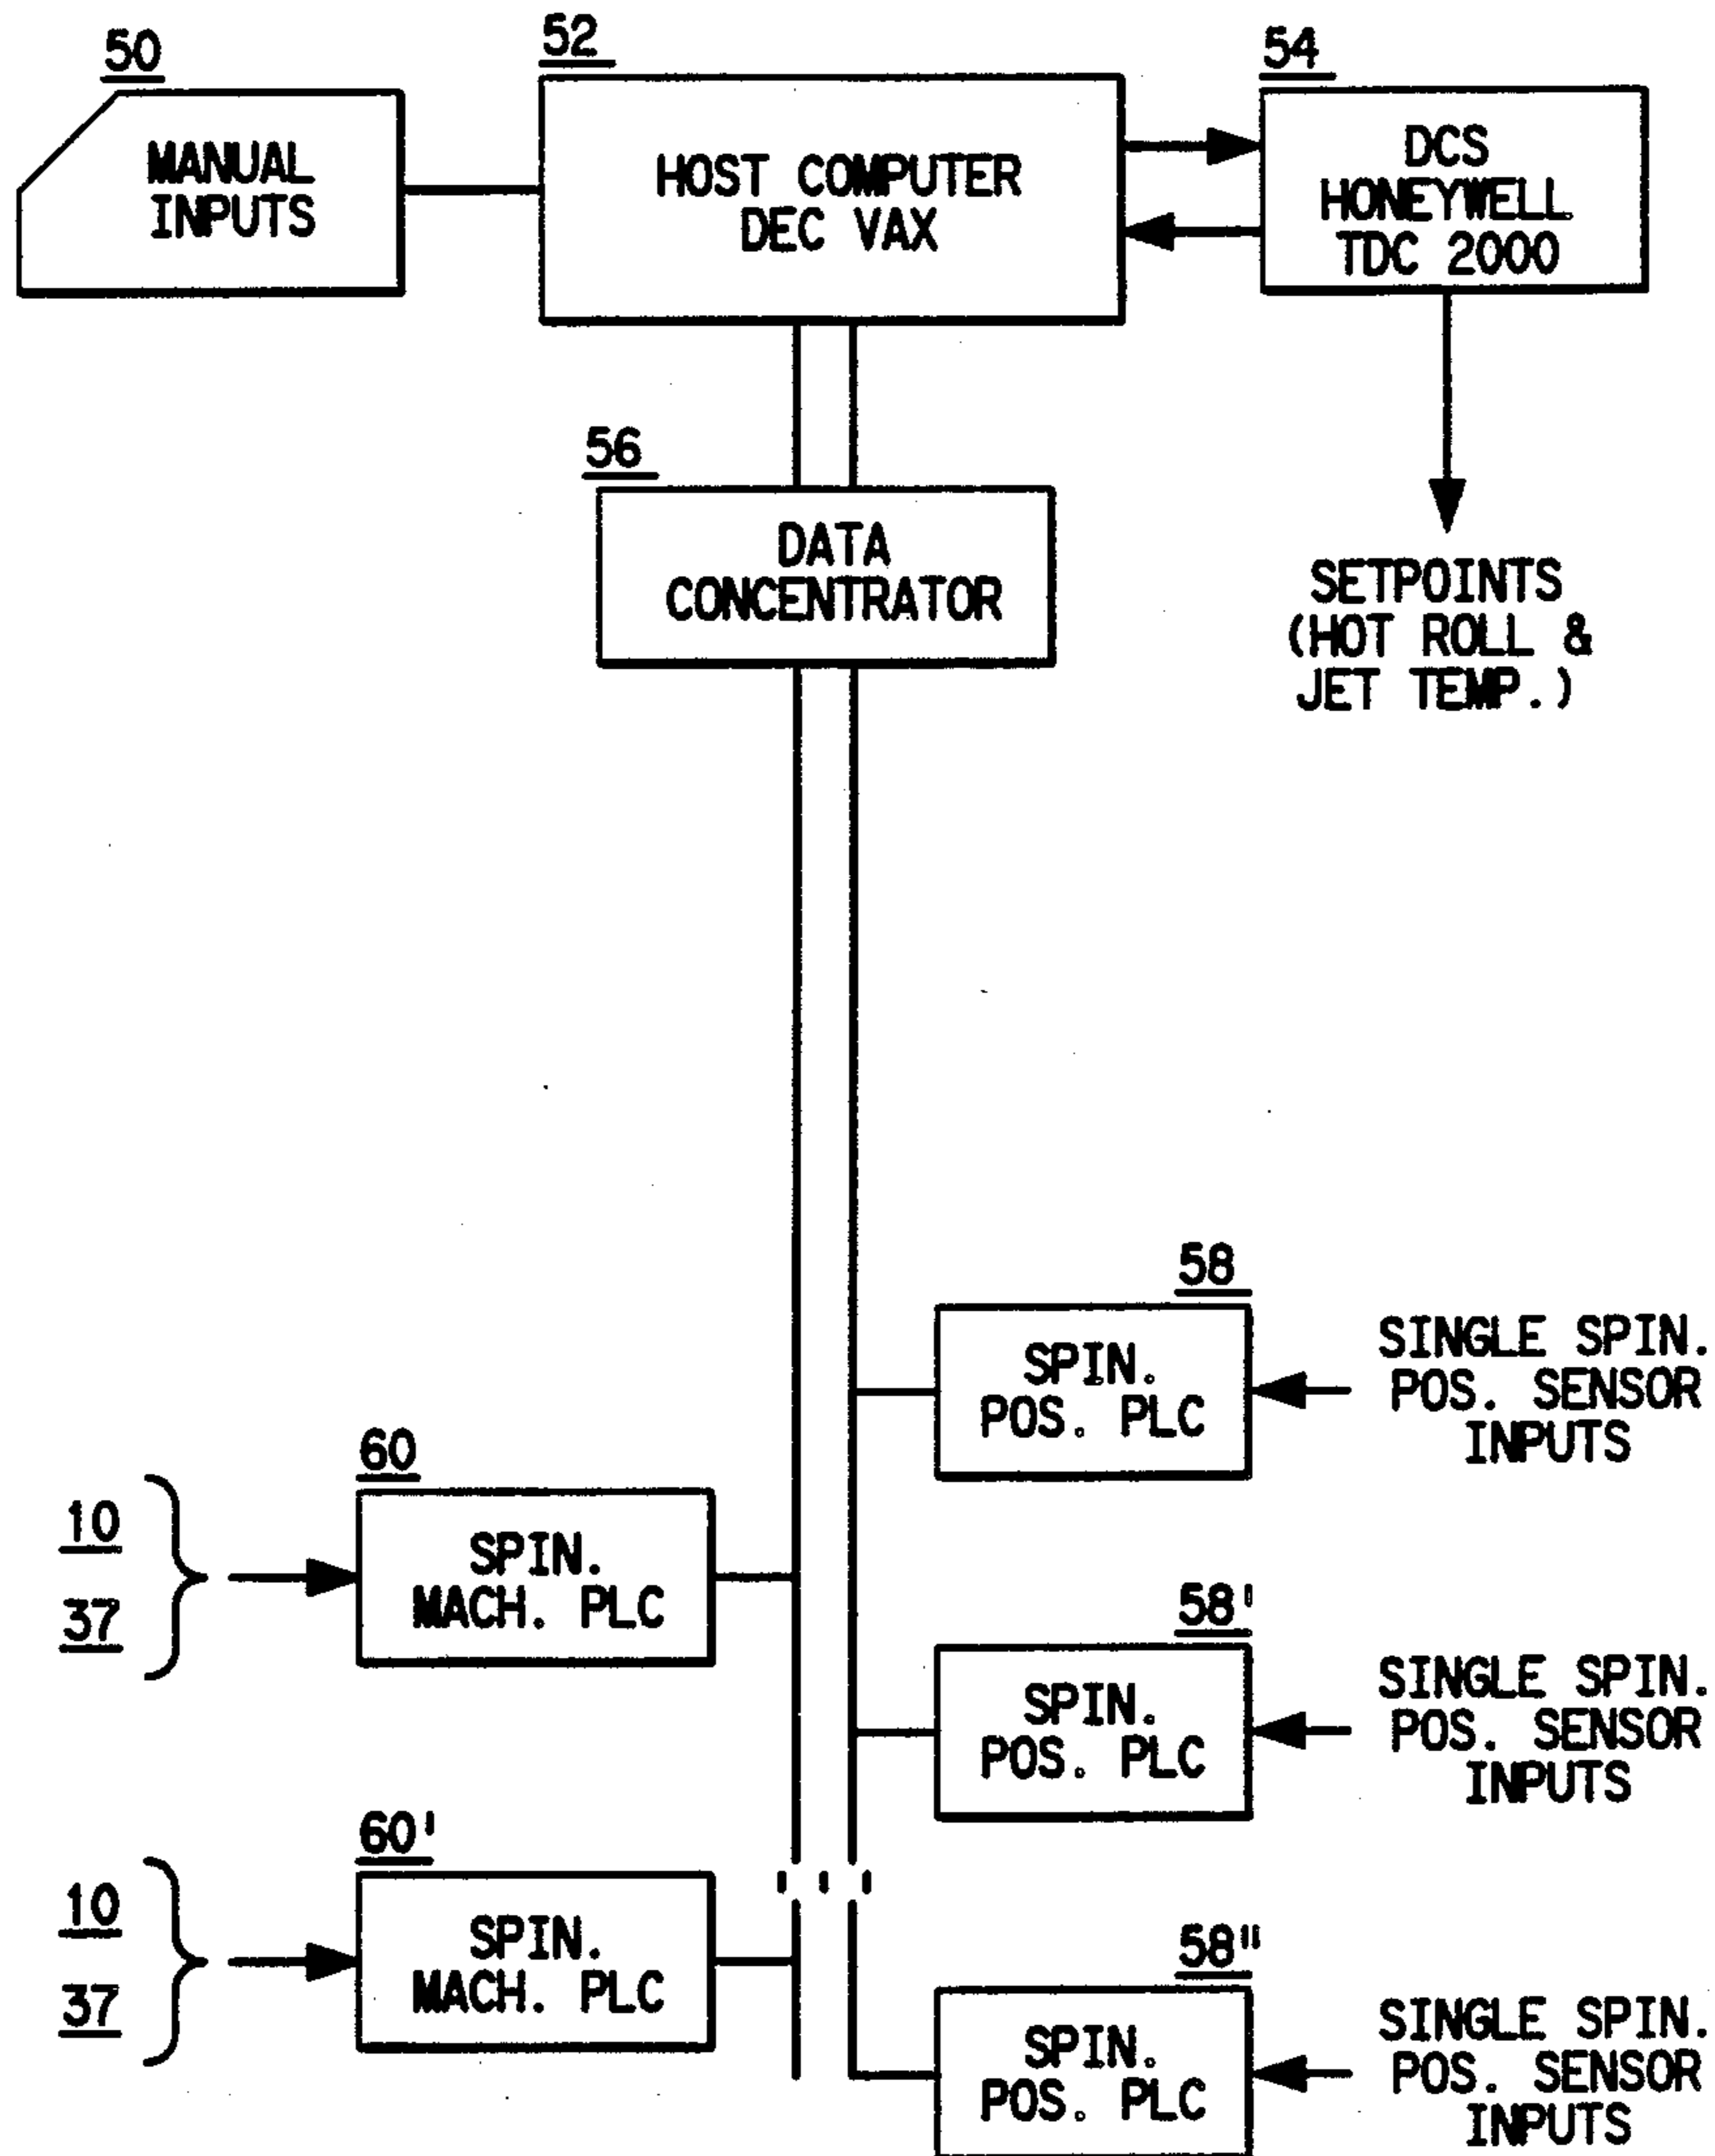 50
MANUAL
INPUTS
52
HOST COMPUTER
DEC VAX
54
DCS
HONEYWELL
TDC 2000
56
DATA
CONCENTRATOR
SETPOINTS
(HOT ROLL &
JET TEMP.)
58
SPIN.
POS. PLC
SINGLE SPIN.
POS. SENSOR
INPUTS
60
10
37
SPIN.
MACH. PLC
58'
SPIN.
POS. PLC
SINGLE SPIN.
POS. SENSOR
INPUTS
60'
10
37
SPIN.
MACH. PLC
58"
SPIN.
POS. PLC
SINGLE SPIN.
POS. SENSOR
INPUTS